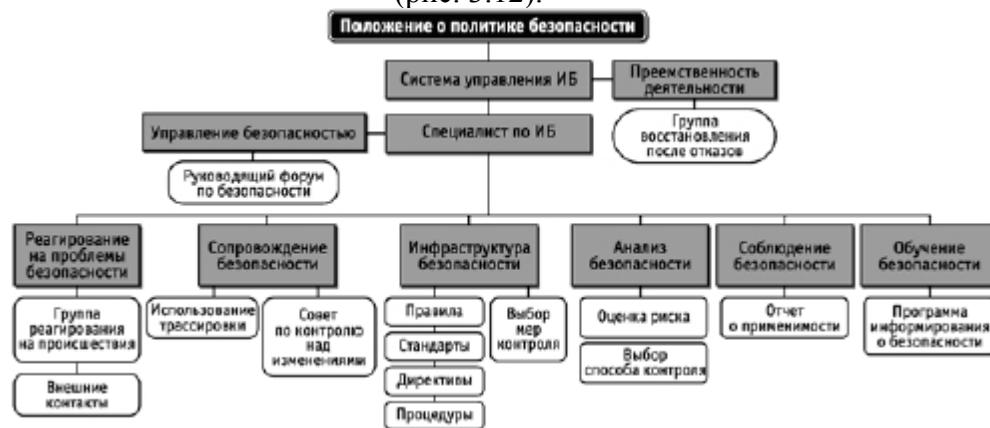 (рис. 3.12).
Положение о политике безопасности
Система управления ИБ
Преемственность
деятельности
Группа
восстановления
после отказов
Управление безопасностью
Специалист по ИБ
Руководящий форум
по безопасности
Реагирование
на проблемы
безопасности
Группа
реагирования
на происшествия
Внешние
контакты
Сопровождение
безопасности
Использование
трассировки
Совет
по контролю
над
изменениями
Инфраструктура
безопасности
Правила
Стандарты
Директивы
Процедуры
Выбор
мер
контроля
Анализ
безопасности
Оценка риска
Выбор
способа контроля
Соблюдение
безопасности
Отчет
о применимости
Обучение
безопасности
Программа
информирования
о безопасности